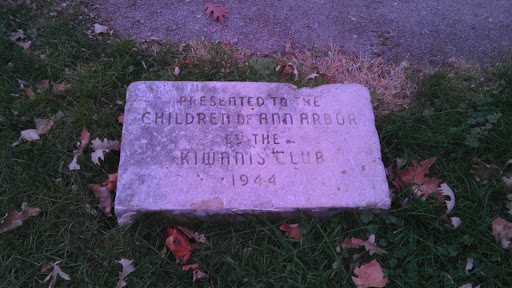 PRESENTED TO THE
CHILDREN OF ANN ARBOR
BY THE
KIWANIS CLUB
1944